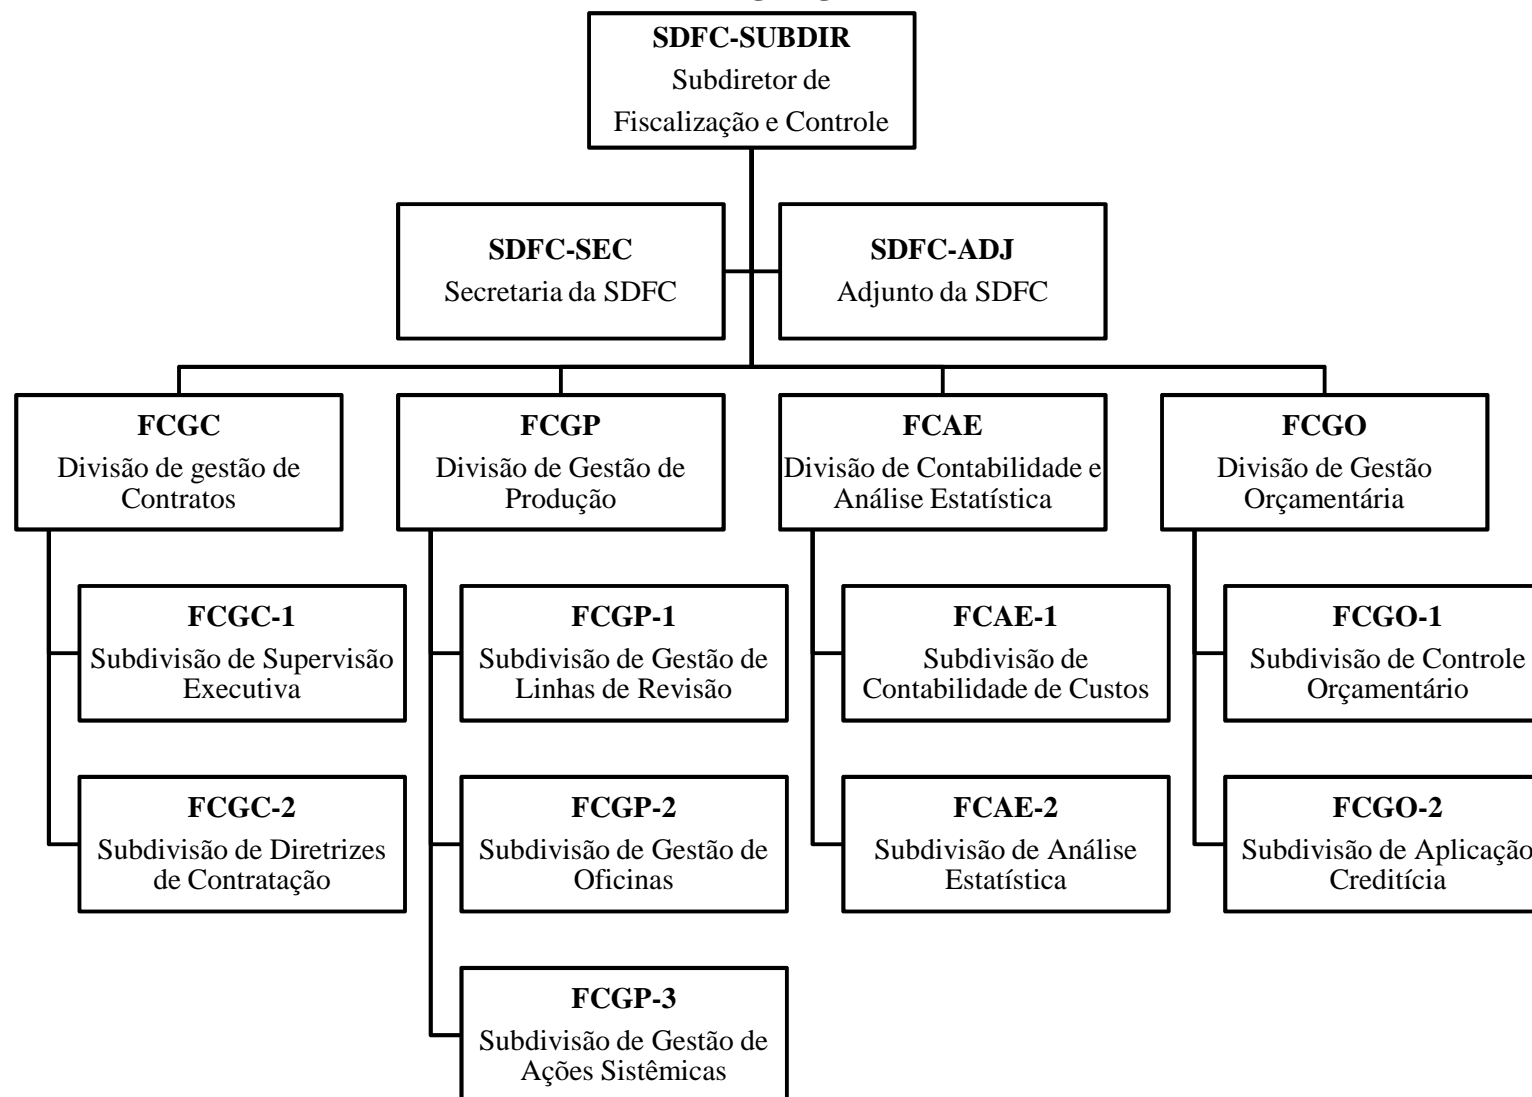 SDFC-SUBDIR
Subdiretor de
Fiscalização e Controle
SDFC-SEC
Secretaria da SDFC
SDFC-ADJ
Adjunto da SDFC
FCGC
Divisão de gestão de
Contratos
FCGP
Divisão de Gestão de
Produção
FCAE
Divisão de Contabilidade e
Análise Estatística
FCGO
Divisão de Gestão
Orçamentária
FCGC-1
Subdivisão de Supervisão
Executiva
FCGP-1
Subdivisão de Gestão de
Linhas de Revisão
FCAE-1
Subdivisão de
Contabilidade de Custos
FCGO-1
Subdivisão de Controle
Orçamentário
FCGC-2
Subdivisão de Diretrizes
de Contratação
FCGP-2
Subdivisão de Gestão de
Oficinas
FCAE-2
Subdivisão de Análise
Estatística
FCGO-2
Subdivisão de Aplicação
Creditícia
FCGP-3
Subdivisão de Gestão de
Ações Sistêmicas